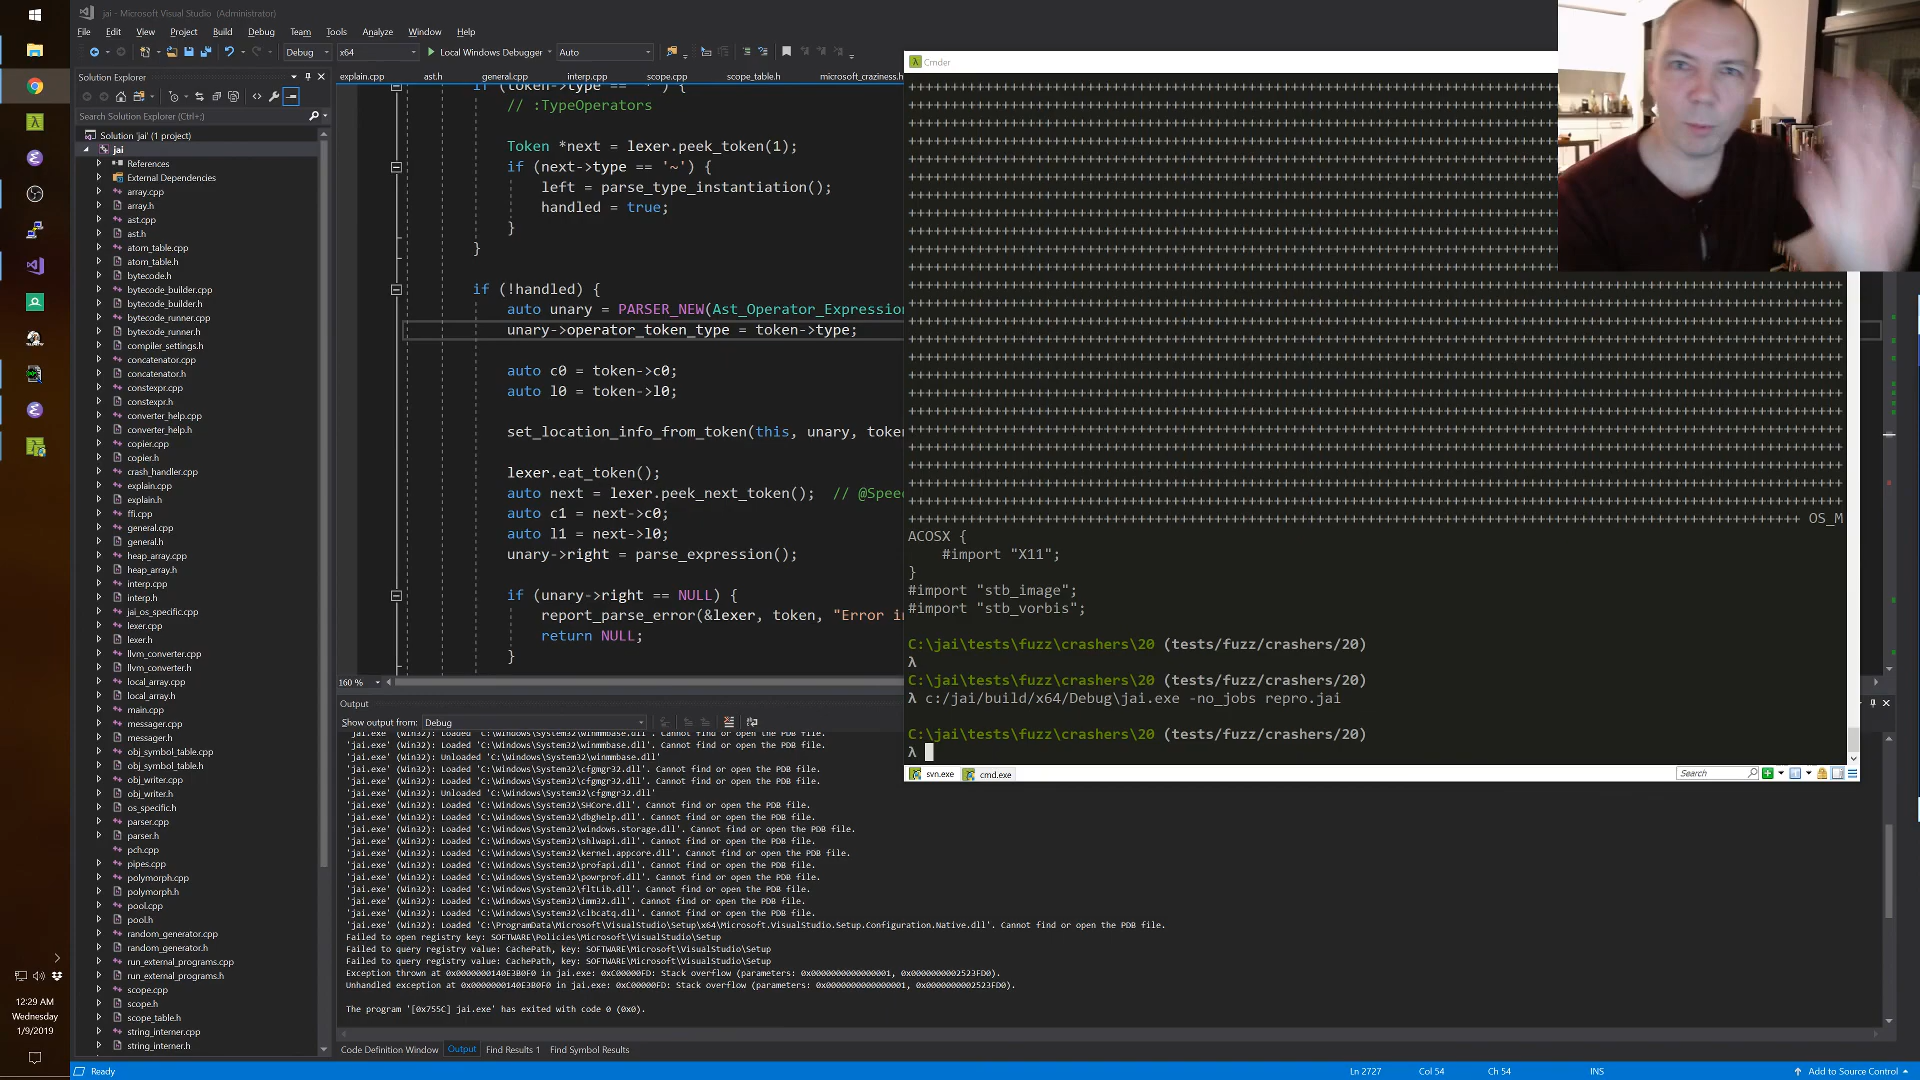 jai - Microsoft Visual Studio (Administrator)
File Edit View Project Build Debug Team Tools Analyze Window Help
Debug x64 Local Windows Debugger Auto
Solution Explorer
Search Solution Explorer (Ctrl+;)
Solution 'jai' (1 project)
jai
References
External Dependencies
array.cpp
array.h
ast.cpp
ast.h
atom_table.cpp
atom_table.h
bytecode.h
bytecode_builder.cpp
bytecode_builder.h
bytecode_runner.cpp
bytecode_runner.h
compiler_settings.h
concatenator.cpp
concatenator.h
constexpr.cpp
constexpr.h
converter_help.cpp
converter_help.h
copier.cpp
copier.h
crash_handler.cpp
explain.cpp
explain.h
ffi.cpp
general.cpp
general.h
heap_array.cpp
heap_array.h
interp.cpp
interp.h
jai_os_specific.cpp
lexer.cpp
lexer.h
llvm_converter.cpp
llvm_converter.h
local_array.cpp
local_array.h
main.cpp
messager.cpp
messager.h
obj_symbol_table.cpp
obj_symbol_table.h
obj_writer.cpp
obj_writer.h
os_specific.h
parser.cpp
parser.h
pch.cpp
pipes.cpp
polymorph.cpp
polymorph.h
pool.cpp
pool.h
random_generator.cpp
random_generator.h
run_external_programs.cpp
run_external_programs.h
scope.cpp
scope.h
scope_table.h
string_interner.cpp
string_interner.h
explain.cpp ast.h general.cpp interp.cpp scope.cpp scope_table.h microsoft_craziness.h
if (token->type == '*') {
// :TypeOperators
Token *next = lexer.peek_token(1);
if (next->type == '~') {
left = parse_type_instantiation();
handled = true;
}
}
if (!handled) {
auto unary = PARSER_NEW(Ast_Operator_Expression
unary->operator_token_type = token->type;
auto c0 = token->c0;
auto l0 = token->l0;
set_location_info_from_token(this, unary, token
lexer.eat_token();
auto next = lexer.peek_next_token(); // @Speed
auto c1 = next->c0;
auto l1 = next->l0;
unary->right = parse_expression();
if (unary->right == NULL) {
report_parse_error(&lexer, token, "Error in
return NULL;
}
160 %
Output
Show output from: Debug
'jai.exe' (Win32): Loaded 'C:\Windows\System32\winmmbase.dll'. Cannot find or open the PDB file.
'jai.exe' (Win32): Loaded 'C:\Windows\System32\winmmbase.dll'. Cannot find or open the PDB file.
'jai.exe' (Win32): Unloaded 'C:\Windows\System32\winmmbase.dll'
'jai.exe' (Win32): Loaded 'C:\Windows\System32\cfgmgr32.dll'. Cannot find or open the PDB file.
'jai.exe' (Win32): Loaded 'C:\Windows\System32\cfgmgr32.dll'. Cannot find or open the PDB file.
'jai.exe' (Win32): Unloaded 'C:\Windows\System32\cfgmgr32.dll'
'jai.exe' (Win32): Loaded 'C:\Windows\System32\SHCore.dll'. Cannot find or open the PDB file.
'jai.exe' (Win32): Loaded 'C:\Windows\System32\dbghelp.dll'. Cannot find or open the PDB file.
'jai.exe' (Win32): Loaded 'C:\Windows\System32\windows.storage.dll'. Cannot find or open the PDB file.
'jai.exe' (Win32): Loaded 'C:\Windows\System32\shlwapi.dll'. Cannot find or open the PDB file.
'jai.exe' (Win32): Loaded 'C:\Windows\System32\kernel.appcore.dll'. Cannot find or open the PDB file.
'jai.exe' (Win32): Loaded 'C:\Windows\System32\profapi.dll'. Cannot find or open the PDB file.
'jai.exe' (Win32): Loaded 'C:\Windows\System32\powrprof.dll'. Cannot find or open the PDB file.
'jai.exe' (Win32): Loaded 'C:\Windows\System32\fltLib.dll'. Cannot find or open the PDB file.
'jai.exe' (Win32): Loaded 'C:\Windows\System32\imm32.dll'. Cannot find or open the PDB file.
'jai.exe' (Win32): Loaded 'C:\Windows\System32\clbcatq.dll'. Cannot find or open the PDB file.
'jai.exe' (Win32): Loaded 'C:\ProgramData\Microsoft\VisualStudio\Setup\x64\Microsoft.VisualStudio.Setup.Configuration.Native.dll'. Cannot find or open the PDB file.
Failed to open registry key: SOFTWARE\Policies\Microsoft\VisualStudio\Setup
Failed to query registry value: CachePath, key: SOFTWARE\Microsoft\VisualStudio\Setup
Failed to query registry value: CachePath, key: SOFTWARE\Microsoft\VisualStudio\Setup
Exception thrown at 0x0000000140E3B0F0 in jai.exe: 0xC00000FD: Stack overflow (parameters: 0x0000000000000001, 0x0000000002523FD0).
Unhandled exception at 0x0000000140E3B0F0 in jai.exe: 0xC00000FD: Stack overflow (parameters: 0x0000000000000001, 0x0000000002523FD0).
The program '[0x755C] jai.exe' has exited with code 0 (0x0).
Code Definition Window Output Find Results 1 Find Symbol Results
Cmder
OS_M
ACOSX {
#import "X11";
}
#import "stb_image";
#import "stb_vorbis";
C:\jai\tests\fuzz\crashers\20 (tests/fuzz/crashers/20)
λ
C:\jai\tests\fuzz\crashers\20 (tests/fuzz/crashers/20)
λ c:/jai/build/x64/Debug\jai.exe -no_jobs repro.jai
C:\jai\tests\fuzz\crashers\20 (tests/fuzz/crashers/20)
λ
svn.exe cmd.exe Search
12:29 AM
Wednesday
1/9/2019
Ready Ln 2727 Col 54 Ch 54 INS Add to Source Control